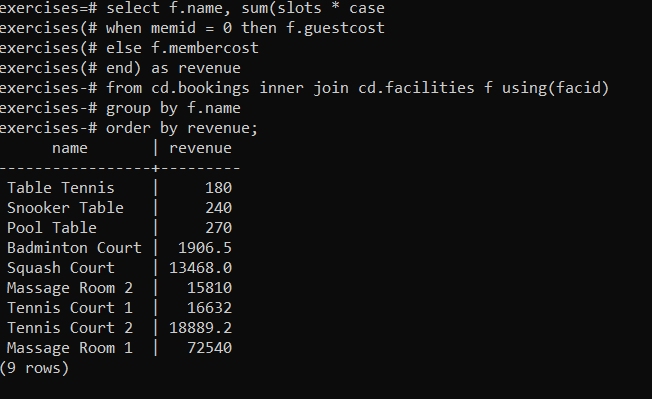 exercises=# select f.name, sum(slots * case
exercises(# when memid = 0 then f.guestcost
exercises(# else f.membercost
exercises(# end) as revenue
exercises-# from cd.bookings inner join cd.facilities f using(facid)
exercises-# group by f.name
exercises-# order by revenue;
      name       | revenue
-----------------+---------
 Table Tennis    |     180
 Snooker Table   |     240
 Pool Table      |     270
 Badminton Court |  1906.5
 Squash Court    | 13468.0
 Massage Room 2  |   15810
 Tennis Court 1  |   16632
 Tennis Court 2  | 18889.2
 Massage Room 1  |   72540
(9 rows)